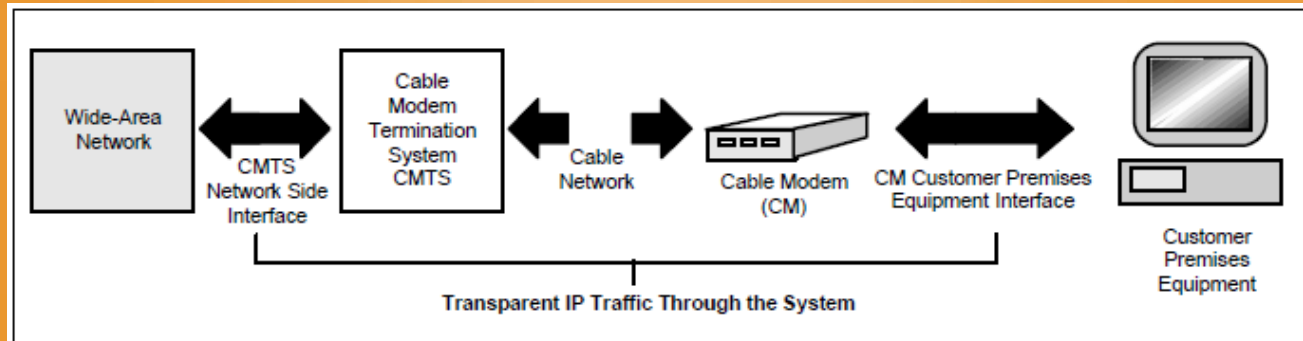 Wide-Area
Network
CMTS
Network Side
Interface
Cable
Modem
Termination
System
CMTS
Cable
Network
Cable Modem
(CM)
CM Customer Premises
Equipment Interface
Customer
Premises
Equipment
Transparent IP Traffic Through the System